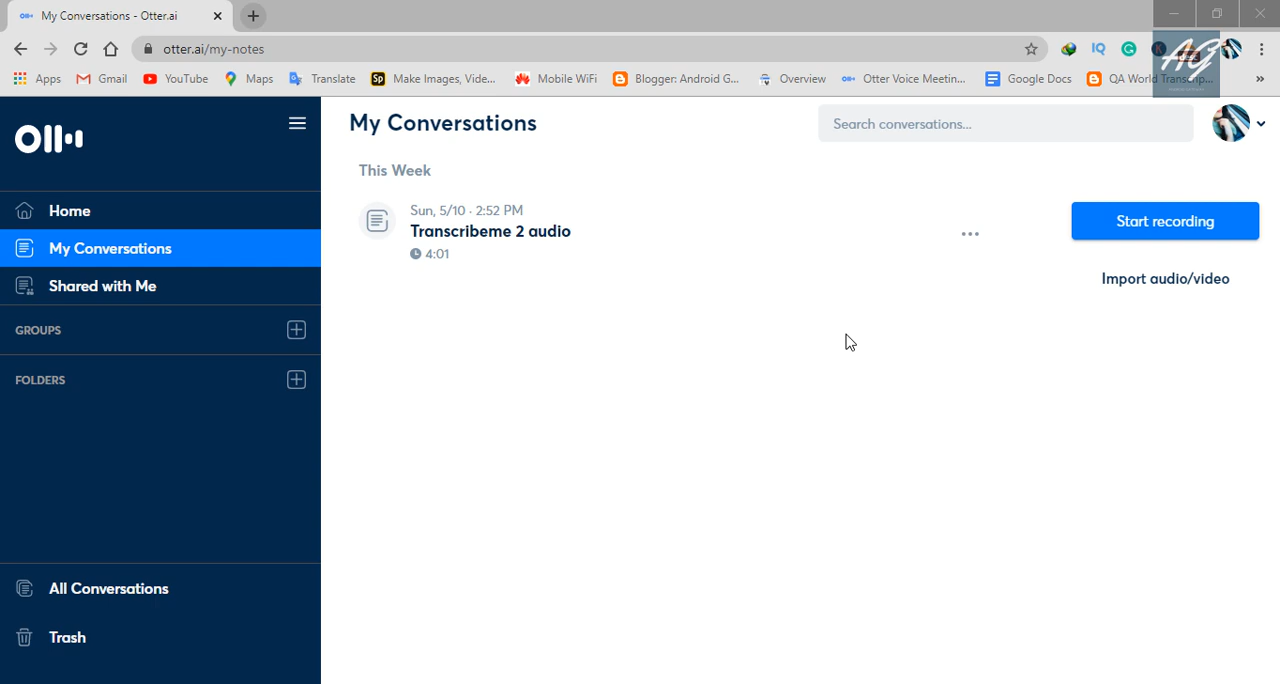 My Conversations - Otter.ai
otter.ai/my-notes
IQ
Apps
Gmail
YouTube
Maps
Translate
Sp
Make Images, Vide...
Mobile WiFi
Blogger: Android G...
Overview
Otter Voice Meetin...
Google Docs
QA World Transcrip...
AG
My Conversations
Search conversations...
Home
My Conversations
Shared with Me
GROUPS
FOLDERS
All Conversations
Trash
This Week
Sun, 5/10 · 2:52 PM
Transcribeme 2 audio
4:01
Start recording
Import audio/video